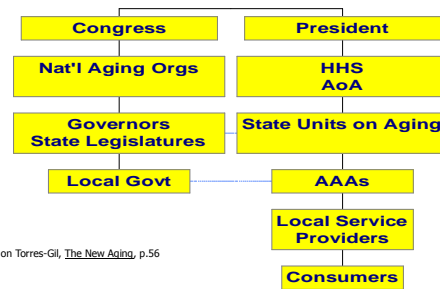 Congress
President
Nat'l Aging Orgs
HHS
AoA
Governors
State Legislatures
State Units on Aging
Local Govt
AAAs
Local Service
Providers
on Torres-Gil, The New Aging, p.56
Consumers